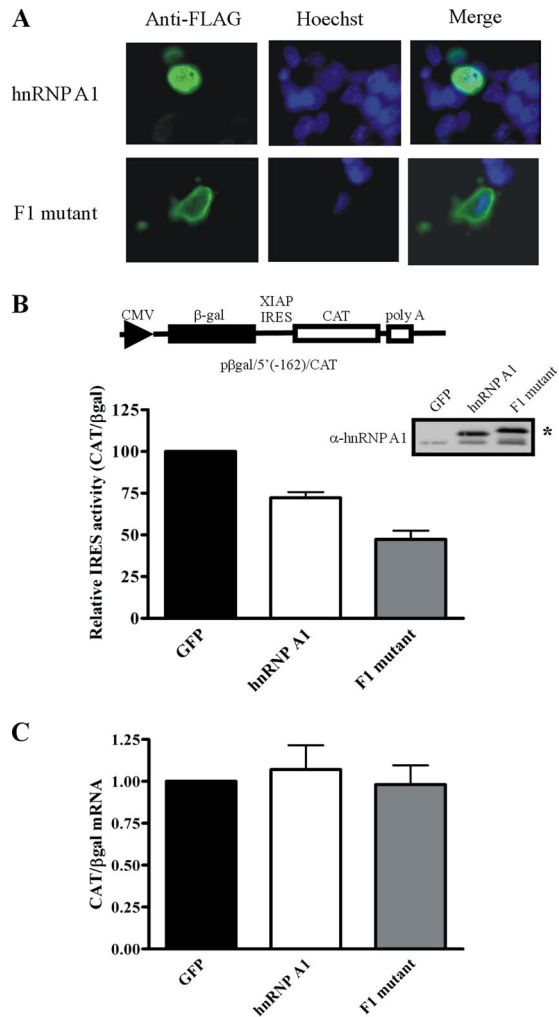 A
Anti-FLAG Hoechst Merge
hnRNP A1
F1 mutant
B
CMV β-gal XIAP IRES CAT poly A
pβgal/5'(-162)/CAT
GFP hnRNP A1 F1 mutant
α-hnRNP A1 *
Relative IRES activity (CAT/βgal)
125
100
75
50
25
0
GFP hnRNP A1 F1 mutant
C
CAT/βgal mRNA
1.25
1.00
0.75
0.50
0.25
0.00
GFP hnRNP A1 F1 mutant